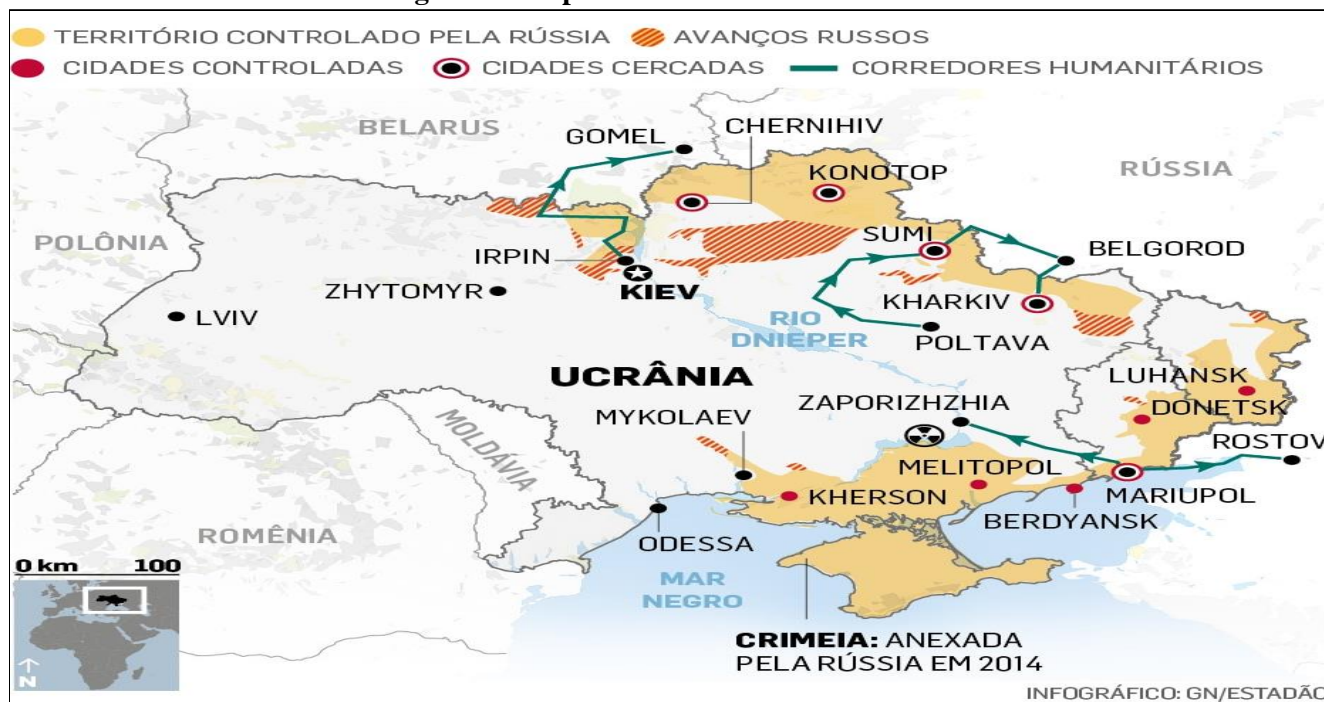 TERRITÓRIO CONTROLADO PELA RÚSSIA
AVANÇOS RUSSOS
CIDADES CONTROLADAS
CIDADES CERCADAS
CORREDORES HUMANITÁRIOS
BELARUS
GOMEL
CHERNIHIV
RÚSSIA
KONOTOP
POLÔNIA
SUMI
BELGOROD
IRPIN
KIEV
ZHYTOMYR
KHARKIV
LVIV
RIO
DNIEPER
POLTAVA
UCRÂNIA
LUHANSK
MYKOLAEV
ZAPORIZHZHIA
DONETSK
ROSTOV
MOLDÁVIA
MELITOPOL
KHERSON
MARIUPOL
BERDYANSK
ROMÊNIA
ODESSA
0 km 100
MAR
NEGRO
CRIMEIA: ANEXADA
PELA RÚSSIA EM 2014
N
INFOGRÁFICO: GN/ESTADÃO